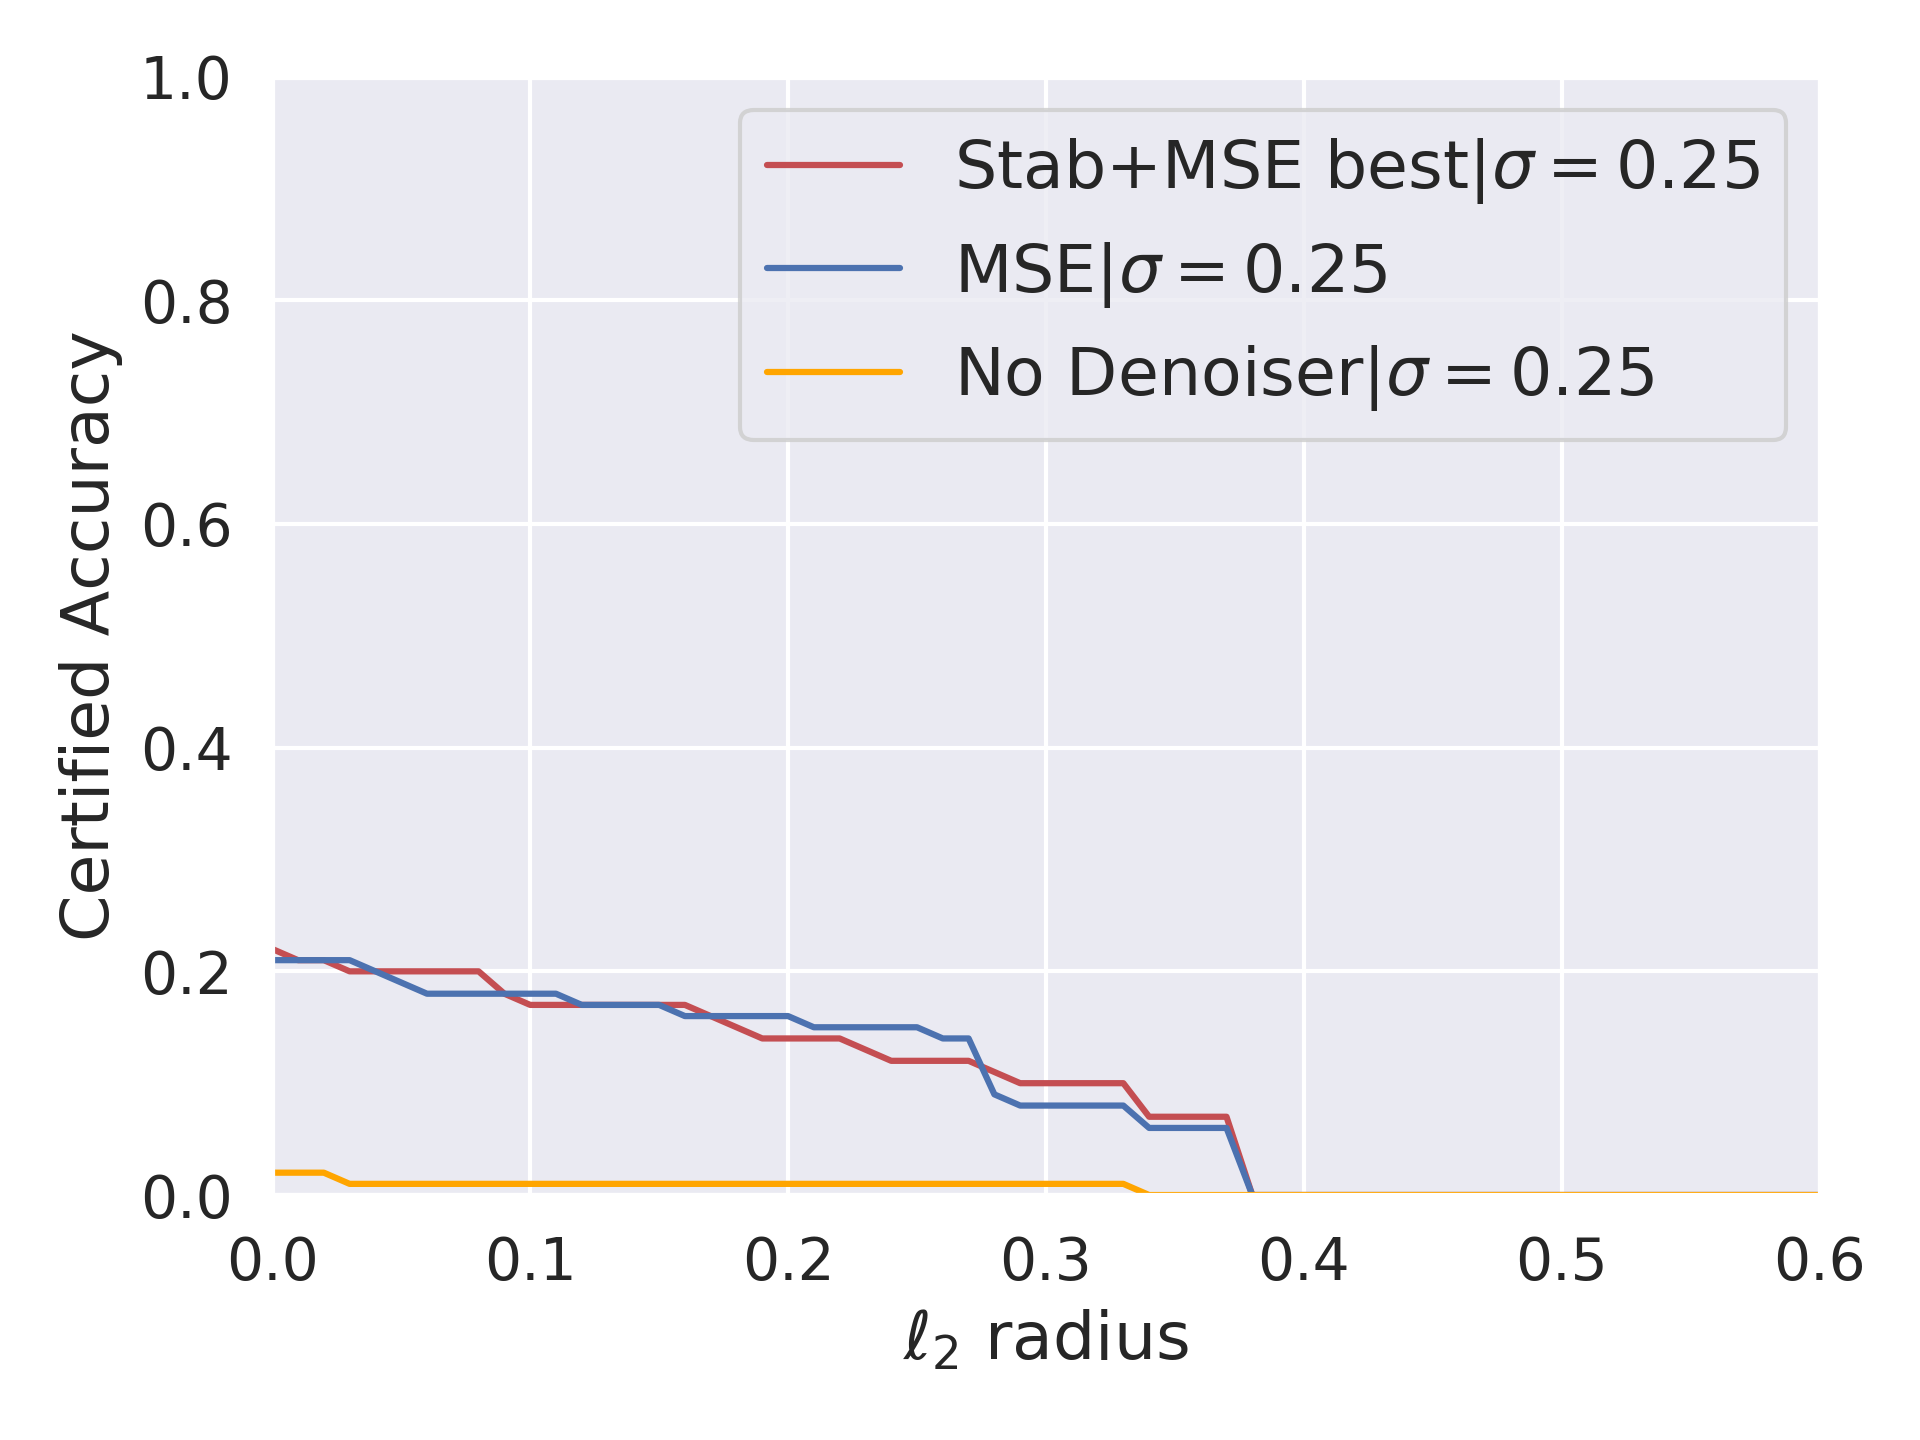 1.0
0.8
0.6
0.4
0.2
0.0
Certified Accuracy
Stab+MSE best|σ = 0.25
MSE|σ = 0.25
No Denoiser|σ = 0.25
0.0 0.1 0.2 0.3 0.4 0.5 0.6
ℓ₂ radius